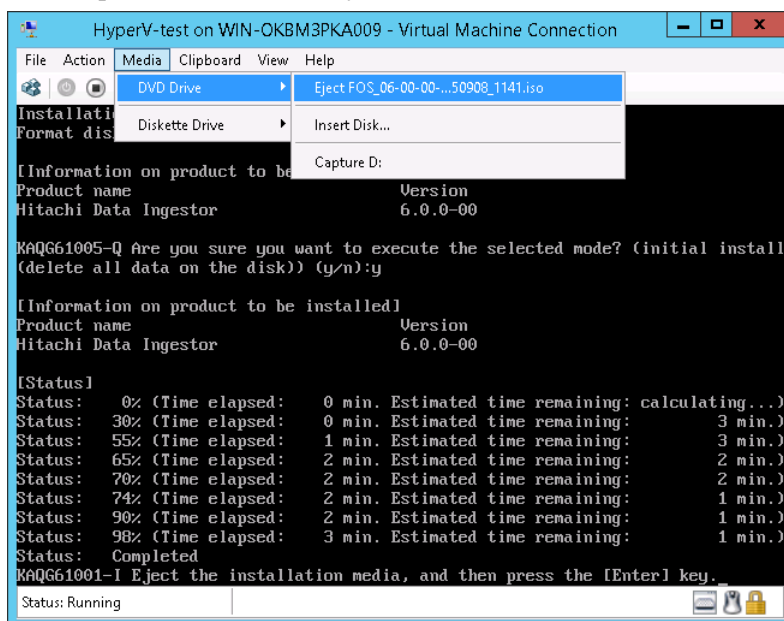 HyperV-test on WIN-OKBM3PKA009 - Virtual Machine Connection
File Action Media Clipboard View Help
DVD Drive
Eject FOS_06-00-00-...50908_1141.iso
Diskette Drive
Insert Disk...
Capture D:
Installati
Format dis
[Information on product to be
Product name Version
Hitachi Data Ingestor 6.0.0-00
KAQG61005-Q Are you sure you want to execute the selected mode? (initial install
(delete all data on the disk)) (y/n):y
[Information on product to be installed]
Product name Version
Hitachi Data Ingestor 6.0.0-00
[Status]
Status: 0% (Time elapsed: 0 min. Estimated time remaining: calculating...)
Status: 30% (Time elapsed: 0 min. Estimated time remaining: 3 min.)
Status: 55% (Time elapsed: 1 min. Estimated time remaining: 3 min.)
Status: 65% (Time elapsed: 2 min. Estimated time remaining: 2 min.)
Status: 70% (Time elapsed: 2 min. Estimated time remaining: 2 min.)
Status: 74% (Time elapsed: 2 min. Estimated time remaining: 1 min.)
Status: 90% (Time elapsed: 2 min. Estimated time remaining: 1 min.)
Status: 98% (Time elapsed: 3 min. Estimated time remaining: 1 min.)
Status: Completed
KAQG61001-I Eject the installation media, and then press the [Enter] key._
Status: Running